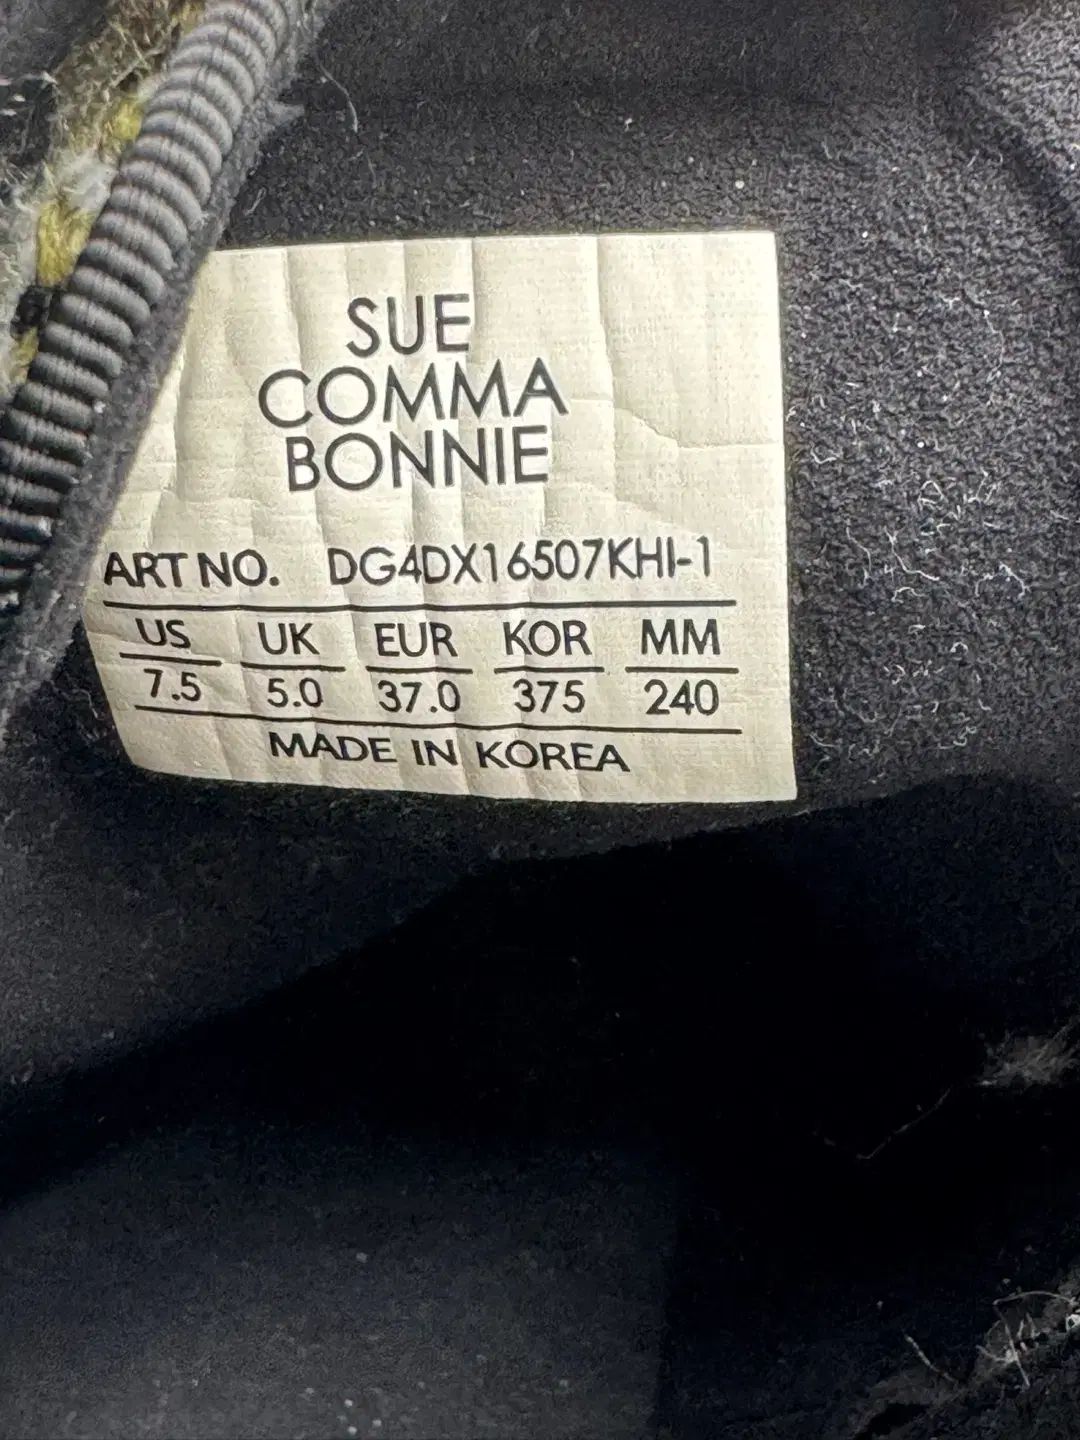 SUE
COMMA
BONNIE
ART NO. DG4DX16507KHI-1
US UK EUR KOR MM
7.5 5.0 37.0 375 240
MADE IN KOREA